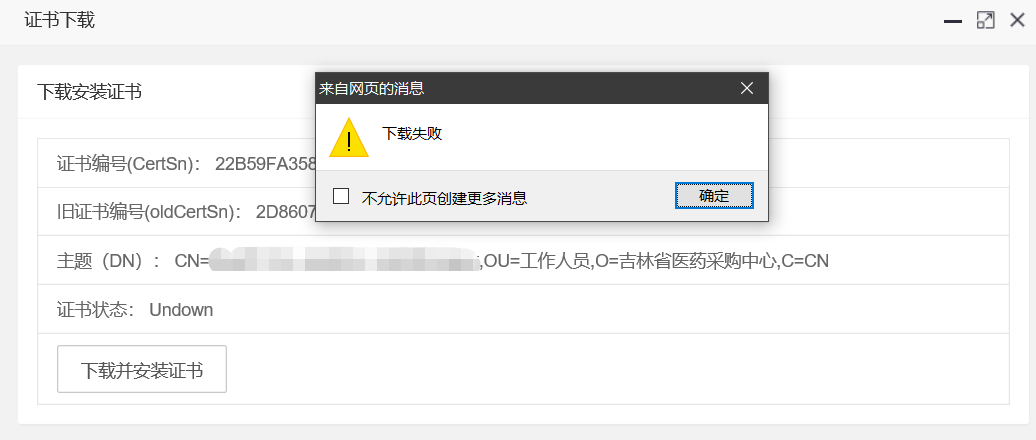 证书下载
下载安装证书
来自网页的消息
下载失败
不允许此页创建更多消息
确定
证书编号(CertSn)： 22B59FA358
旧证书编号(oldCertSn)： 2D8607
主题（DN）： CN=,OU=工作人员,O=吉林省医药采购中心,C=CN
证书状态： Undown
下载并安装证书